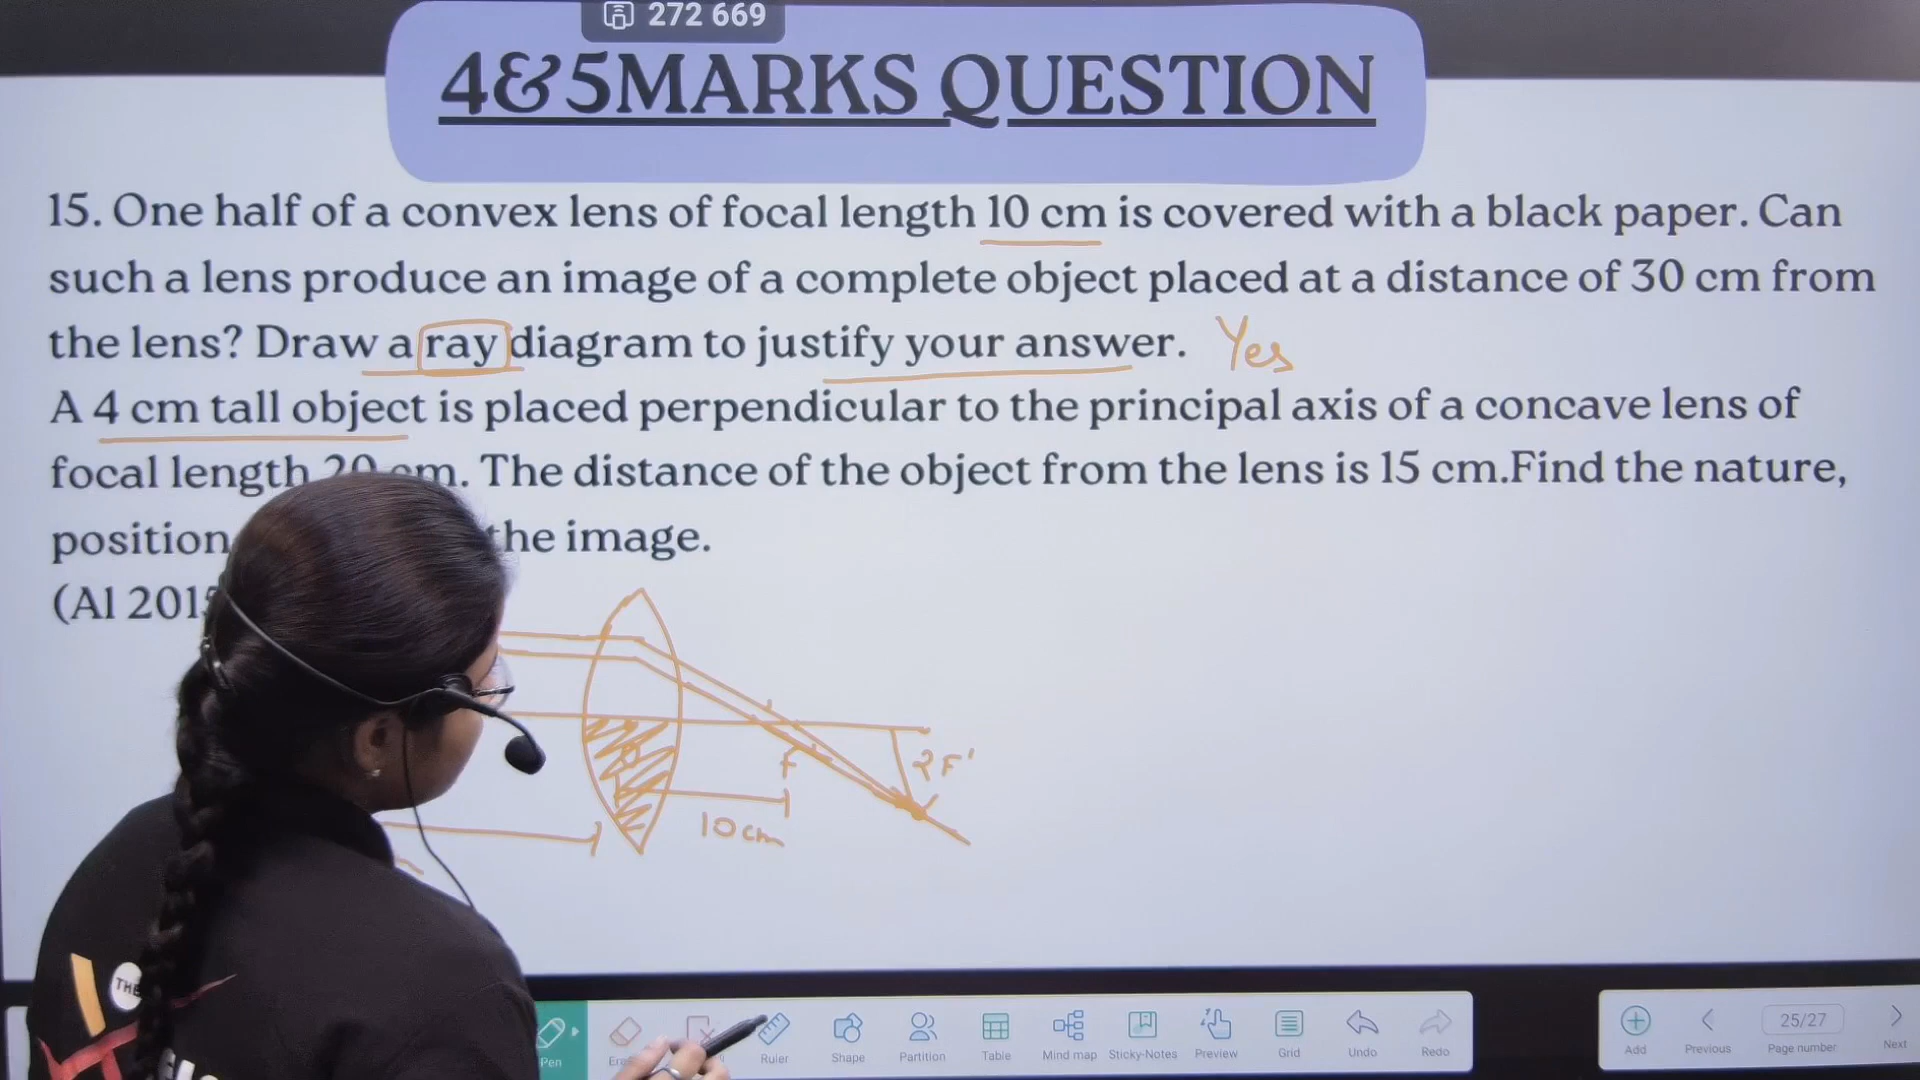 272 669
4&5MARKS QUESTION
15. One half of a convex lens of focal length 10 cm is covered with a black paper. Can
such a lens produce an image of a complete object placed at a distance of 30 cm from
the lens? Draw a ray diagram to justify your answer. Yes
A 4 cm tall object is placed perpendicular to the principal axis of a concave lens of
focal length 20 cm. The distance of the object from the lens is 15 cm.Find the nature,
position the image.
(Al 201
2F'
F
10cm
THE
Pen
Ruler
Shape
Partition
Table
Mind map
Sticky-Notes
Preview
Grid
Undo
Redo
Add
Previous
25/27
Page number
Next